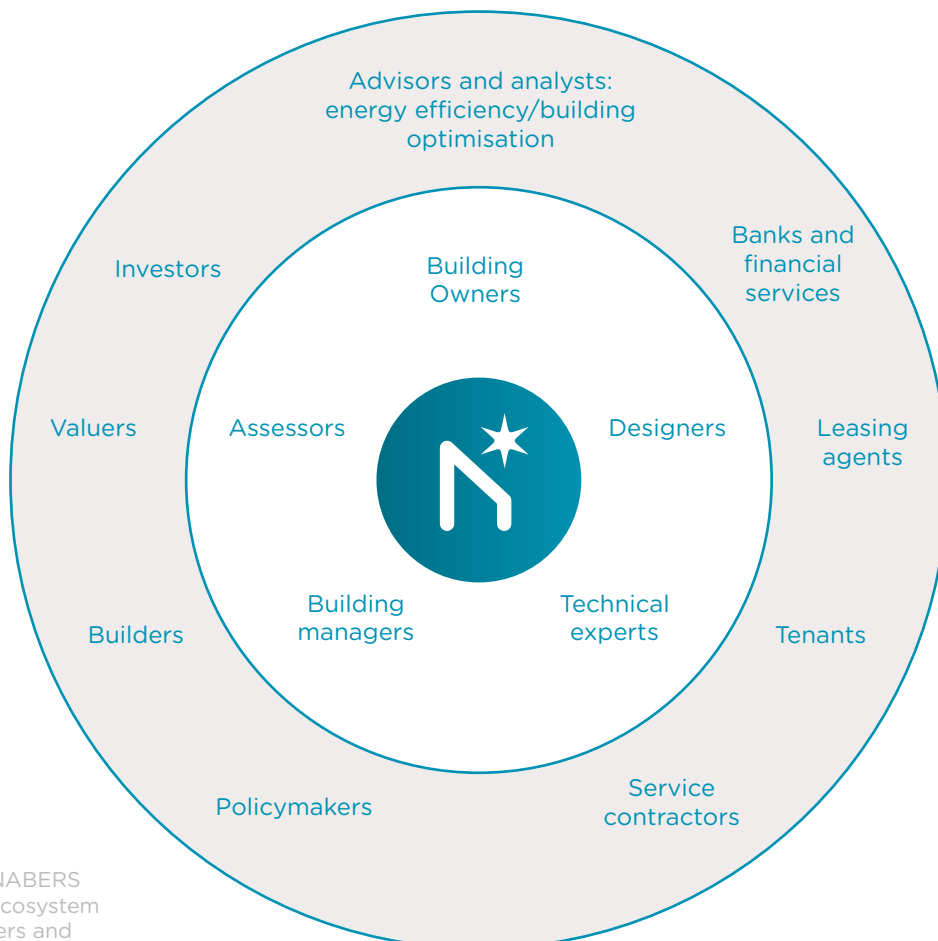 Advisors and analysts:
energy efficiency/building
optimisation
Banks and
financial
services
Investors
Building
Owners
Valuers
Assessors
Designers
Leasing
agents
Building
managers
Technical
experts
Builders
Tenants
Policymakers
Service
contractors
NABERS
cosystem
ers and